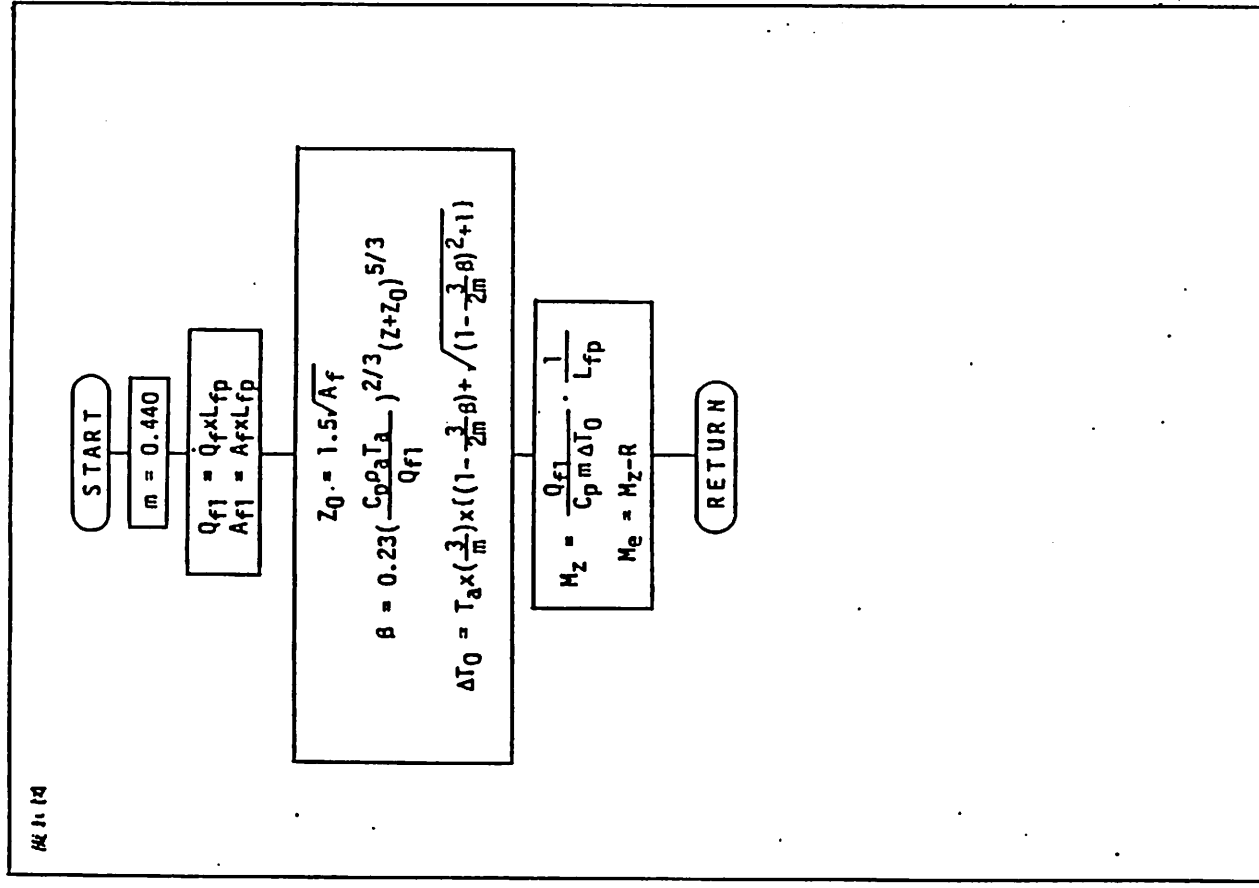 START
m = 0.440
Q_f1 = Q̇_f×L_fp
A_f1 = A_f×L_fp
Z_0 = 1.5√A_f
β = 0.23(C_pρ_aT_a/Q_f1)^2/3(Z+Z_0)^5/3
ΔT_0 = T_a×(3/m)×((1-3/2mβ)+√(1-3/2mβ)^2+1)
M_z = Q_f1/C_p m ΔT_0 · 1/L_fp
M_e = M_z-R
RETURN